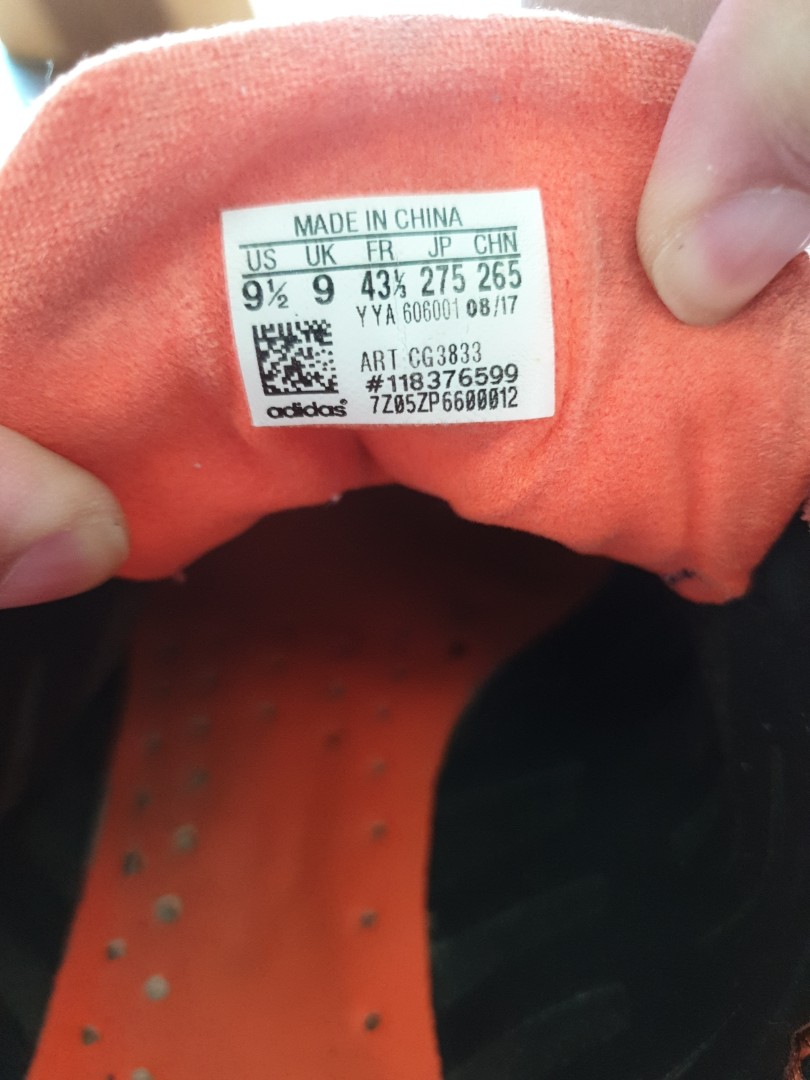 MADE IN CHINA
US UK FR JP CHN
9½ 9 43⅓ 275 265
YYA 606001 08/17
ART CG3833
#118376599
adidas 7Z05ZP6600012